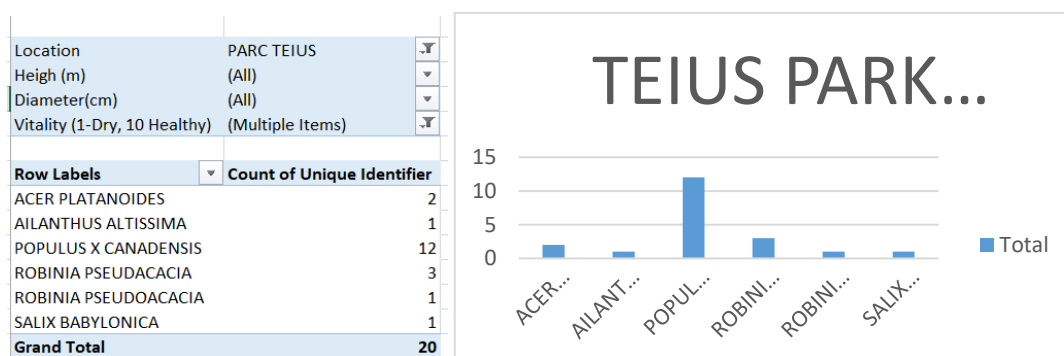 Location PARC TEIUS
Heigh (m) (All)
Diameter(cm) (All)
Vitality (1-Dry, 10 Healthy) (Multiple Items)
Row Labels Count of Unique Identifier
ACER PLATANOIDES 2
AILANTHUS ALTISSIMA 1
POPULUS X CANADENSIS 12
ROBINIA PSEUDACACIA 3
ROBINIA PSEUDOACACIA 1
SALIX BABYLONICA 1
Grand Total 20
TEIUS PARK...
15
10
5
0
ACER...
AILANT...
POPUL...
ROBINI...
ROBINI...
SALIX...
Total